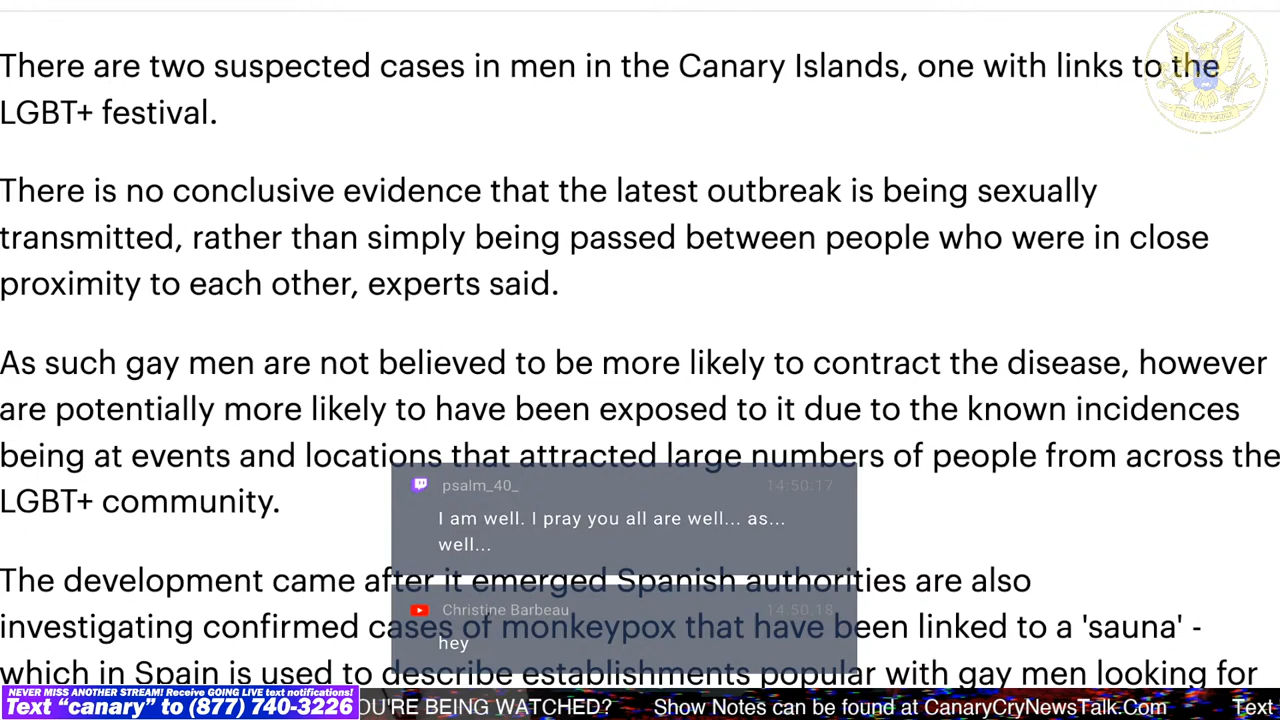 There are two suspected cases in men in the Canary Islands, one with links to the
LGBT+ festival.
There is no conclusive evidence that the latest outbreak is being sexually
transmitted, rather than simply being passed between people who were in close
proximity to each other, experts said.
As such gay men are not believed to be more likely to contract the disease, however
are potentially more likely to have been exposed to it due to the known incidences
being at events and locations that attracted large numbers of people from across the
LGBT+ community.
psalm_40_ 14:50:17
I am well. I pray you all are well... as...
well...
The development came after it emerged Spanish authorities are also
Christine Barbeau 14:50:18
investigating confirmed cases of monkeypox that have been linked to a 'sauna' -
hey
which in Spain is used to describe establishments popular with gay men looking for
NEVER MISS ANOTHER STREAM! Receive GOING LIVE text notifications!
Text “canary” to (877) 740-3226
OU'RE BEING WATCHED? Show Notes can be found at CanaryCryNewsTalk.Com Text